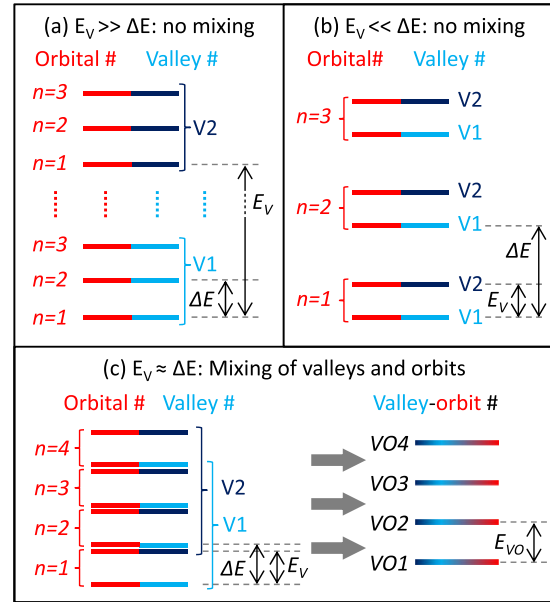 (a) E_V >> ΔE: no mixing
Orbital # Valley #
n=3
n=2 V2
n=1
E_V
n=3
V1
n=2
ΔE
n=1
(b) E_V << ΔE: no mixing
Orbital# Valley #
V2
n=3
V1
V2
n=2
V1
ΔE
V2
n=1 E_V
V1
(c) E_V ≈ ΔE: Mixing of valleys and orbits
Orbital # Valley #
n=4
n=3 V2
n=2 V1
n=1
ΔE E_V
Valley-orbit #
VO4
VO3
VO2
E_VO
VO1